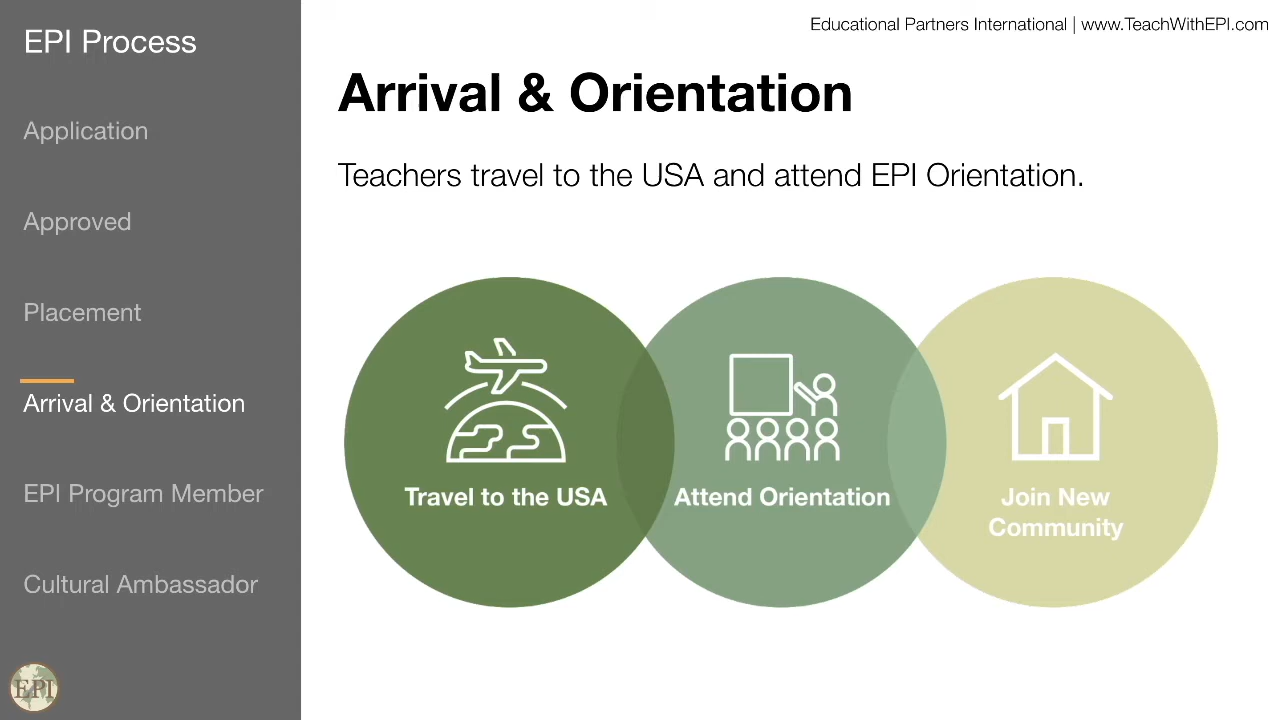 EPI Process
Application
Approved
Placement
Arrival & Orientation
EPI Program Member
Cultural Ambassador
EPI
Educational Partners International | www.TeachWithEPI.com
Arrival & Orientation
Teachers travel to the USA and attend EPI Orientation.
Travel to the USA
Attend Orientation
Join New
Community